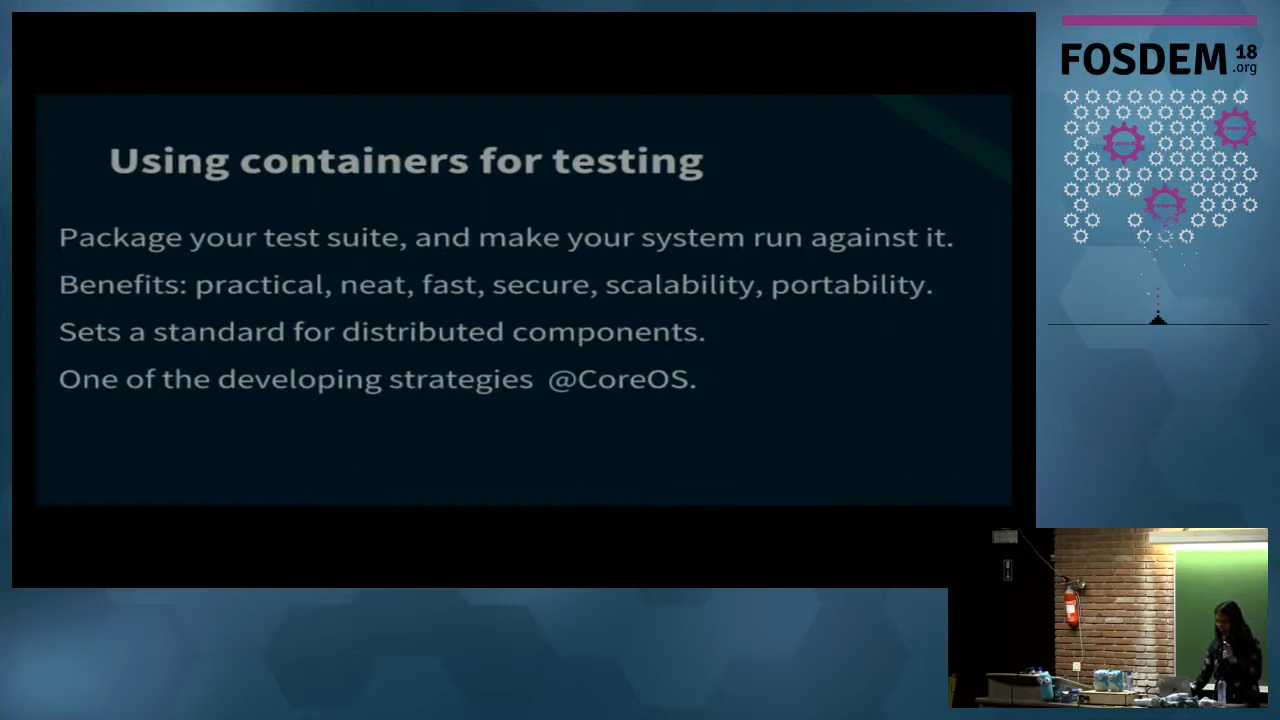 Using containers for testing
Package your test suite, and make your system run against it.
Benefits: practical, neat, fast, secure, scalability, portability.
Sets a standard for distributed components.
One of the developing strategies @CoreOS.
FOSDEM 18
.org